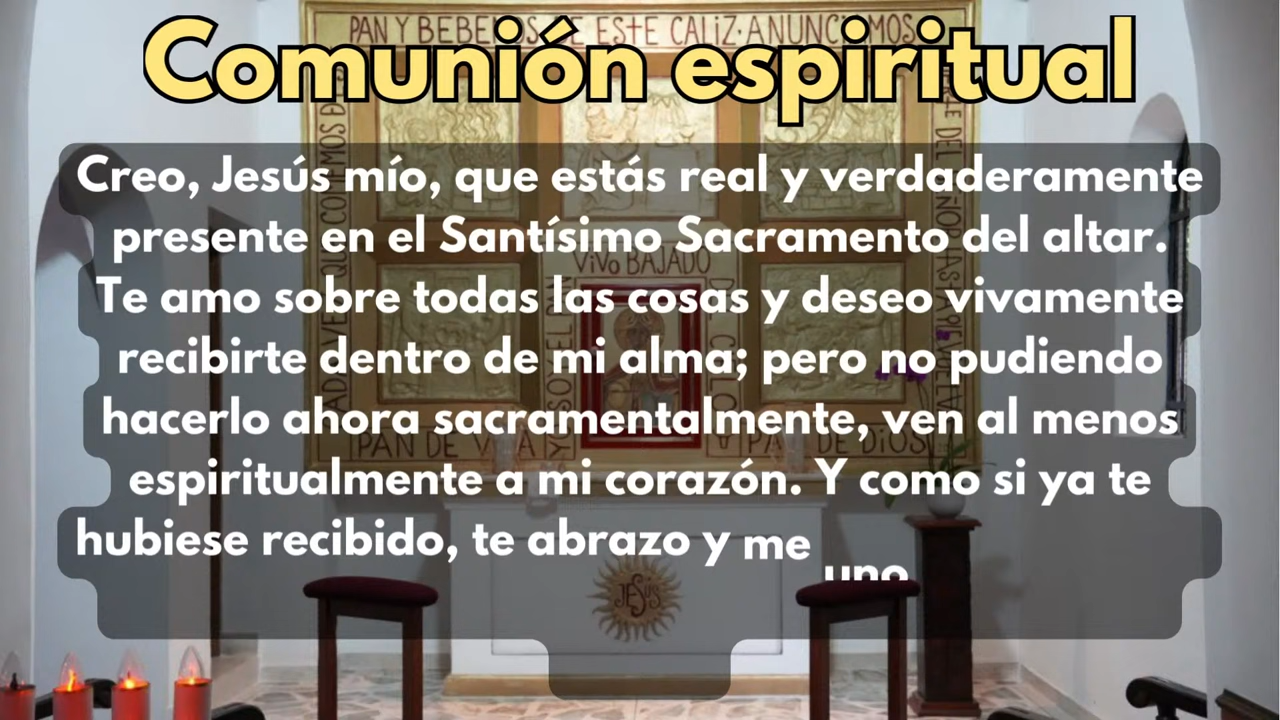 Comunión espiritual
PAN Y BEBEMOS DE ESTE CALIZ·ANUNCIAMOS
Creo, Jesús mío, que estás real y verdaderamente
presente en el Santísimo Sacramento del altar.
VIVO BAJADO
Te amo sobre todas las cosas y deseo vivamente
recibirte dentro de mi alma; pero no pudiendo
hacerlo ahora sacramentalmente, ven al menos
PAN DE VIDA
PAN DE DIOS
espiritualmente a mi corazón. Y como si ya te
hubiese recibido, te abrazo y me
uno
JESÚS